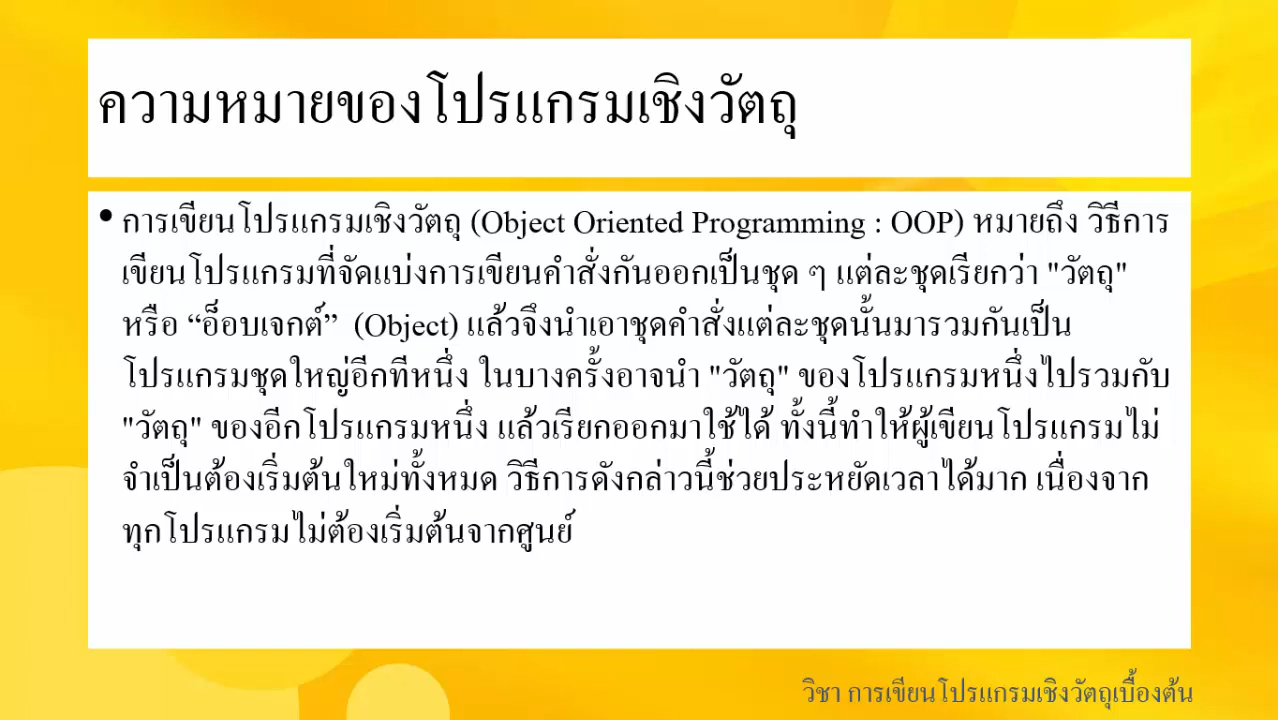 ความหมายของโปรแกรมเชิงวัตถุ
• การเขียนโปรแกรมเชิงวัตถุ (Object Oriented Programming : OOP) หมายถึง วิธีการ
เขียนโปรแกรมที่จัดแบ่งการเขียนคำสั่งกันออกเป็นชุด ๆ แต่ละชุดเรียกว่า "วัตถุ"
หรือ “อ็อบเจกต์” (Object) แล้วจึงนำเอาชุดคำสั่งแต่ละชุดนั้นมารวมกันเป็น
โปรแกรมชุดใหญ่อีกทีหนึ่ง ในบางครั้งอาจนำ "วัตถุ" ของโปรแกรมหนึ่งไปรวมกับ
"วัตถุ" ของอีกโปรแกรมหนึ่ง แล้วเรียกออกมาใช้ได้ ทั้งนี้ทำให้ผู้เขียนโปรแกรมไม่
จำเป็นต้องเริ่มต้นใหม่ทั้งหมด วิธีการดังกล่าวนี้ช่วยประหยัดเวลาได้มาก เนื่องจาก
ทุกโปรแกรมไม่ต้องเริ่มต้นจากศูนย์
วิชา การเขียนโปรแกรมเชิงวัตถุเบื้องต้น